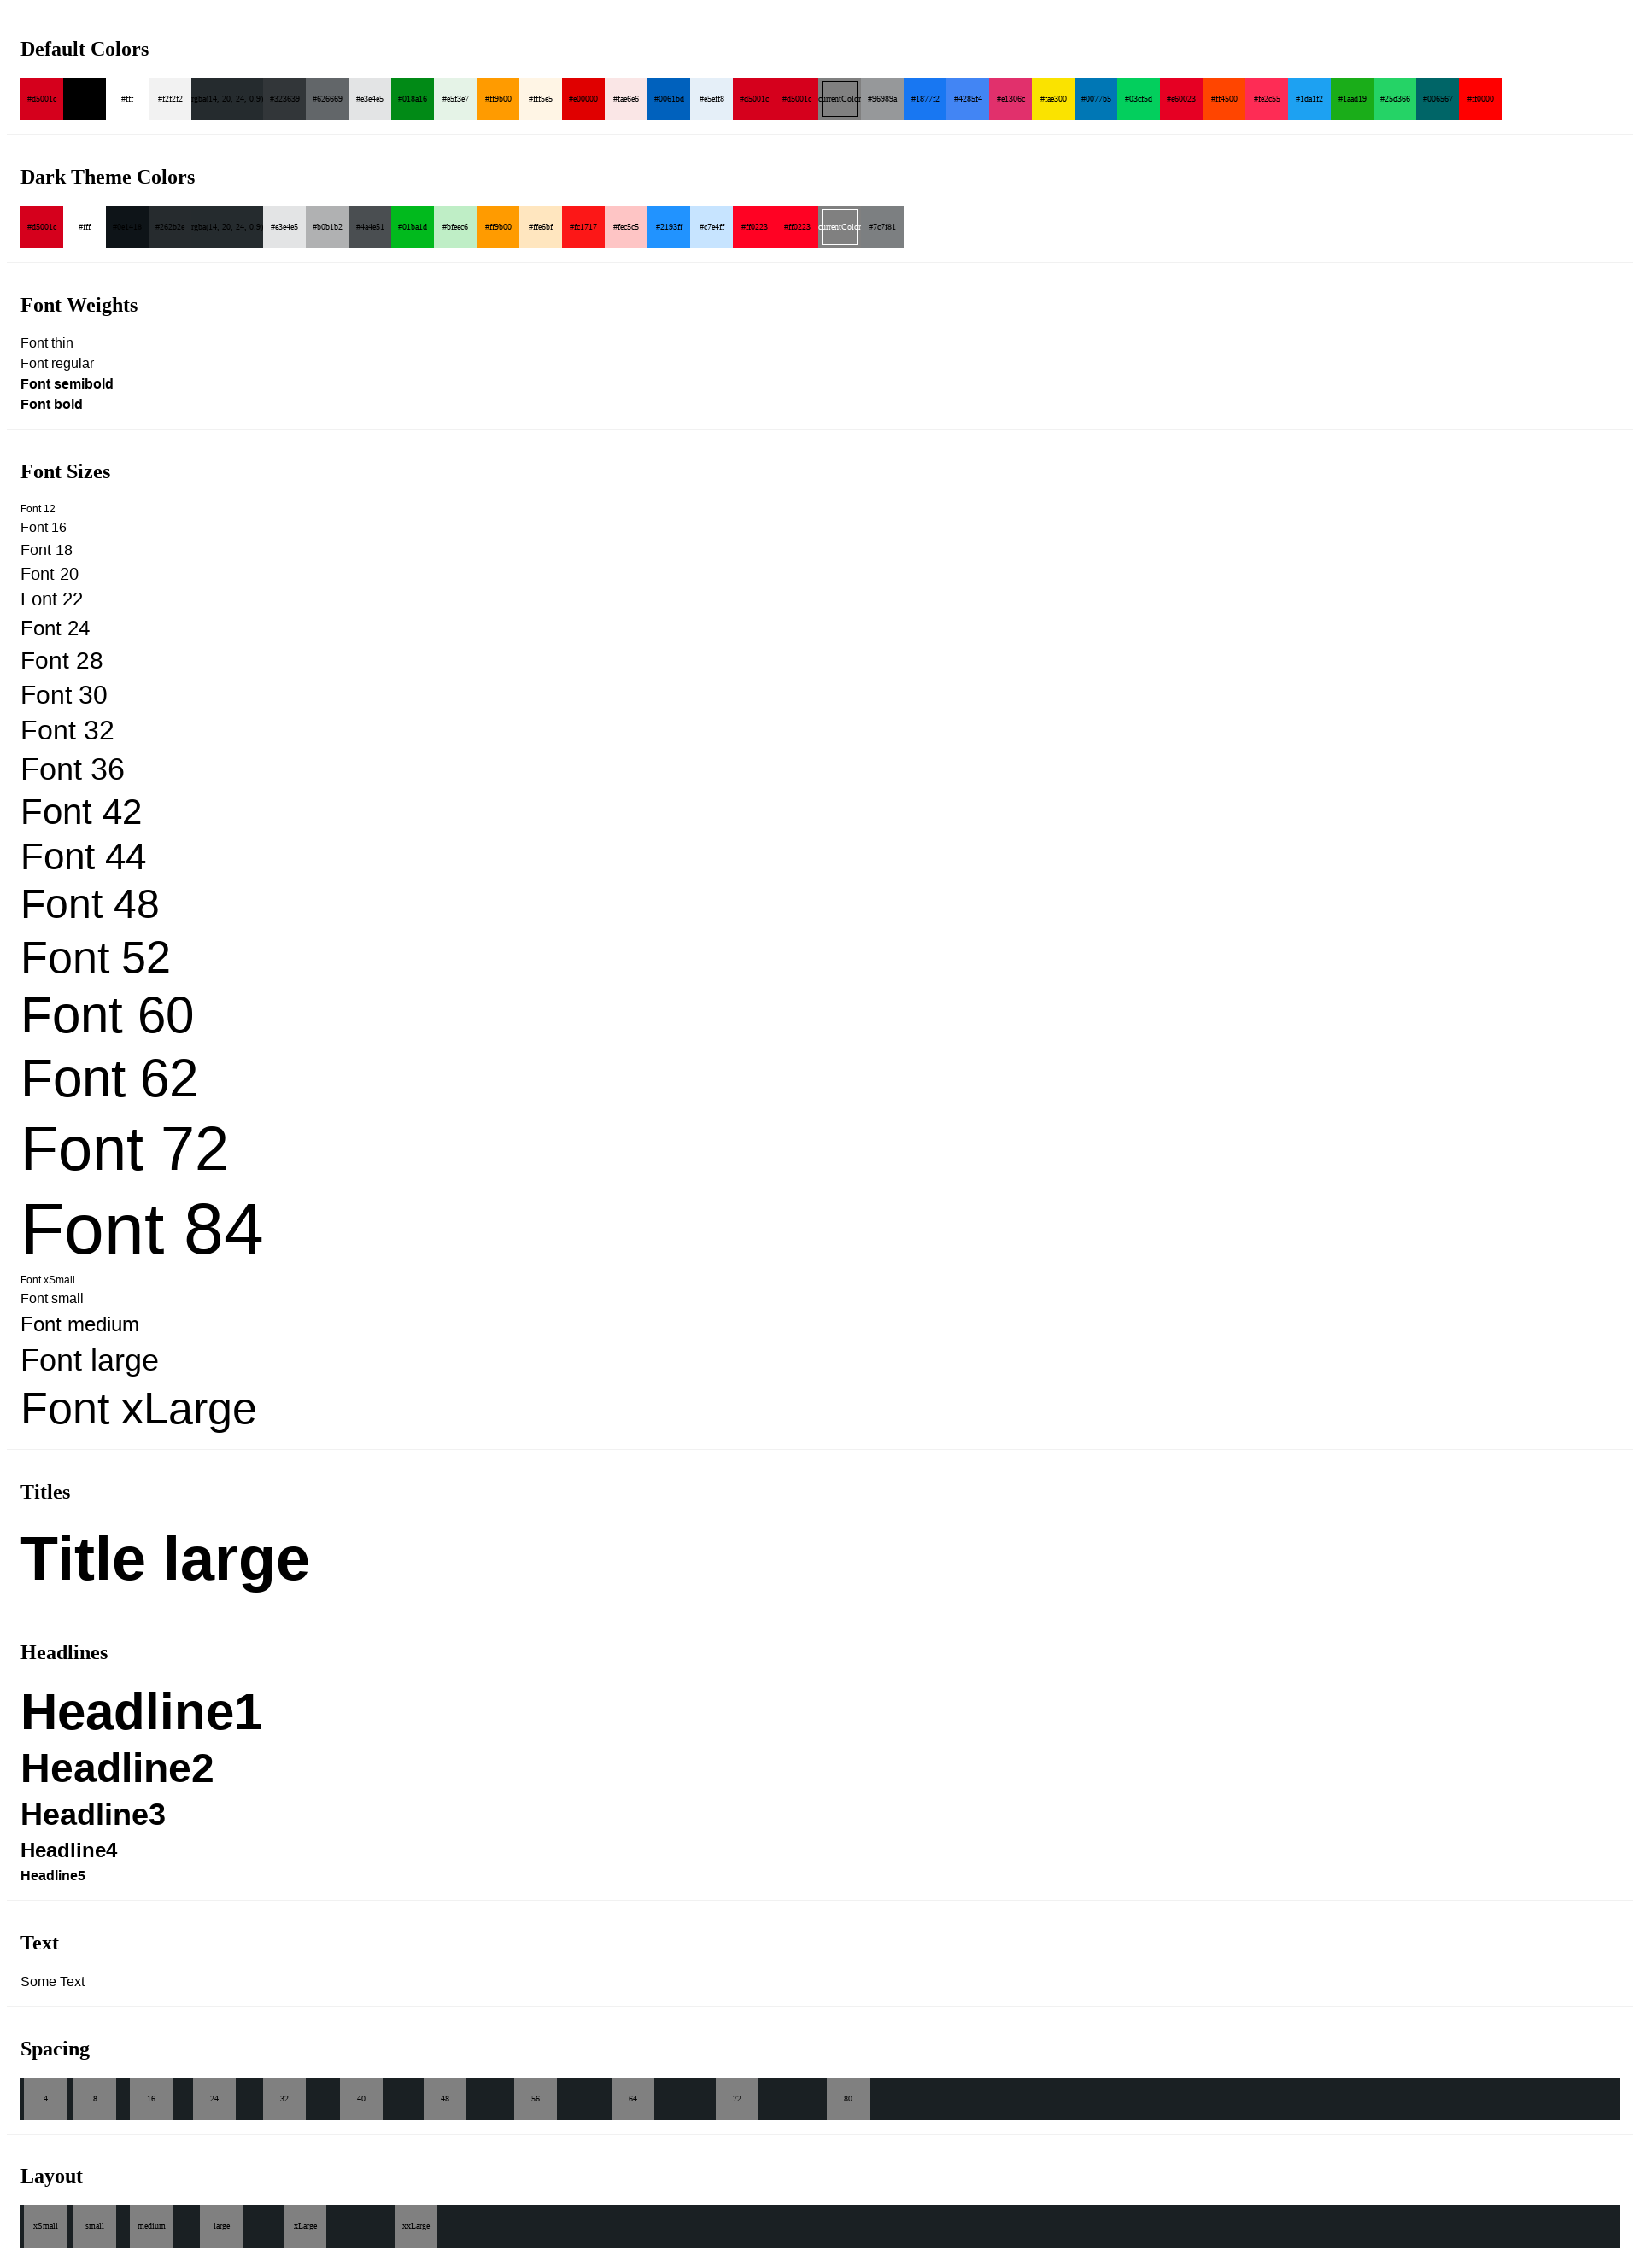 Default Colors
#d5001c #fff #f2f2f2 rgba(14, 20, 24, 0.9) #323639 #626669 #e3e4e5 #018a16 #e5f3e7 #ff9b00 #fff5e5 #e00000 #fae6e6 #0061bd #e5eff8 #d5001c #d5001c currentColor #96989a #1877f2 #4285f4 #e1306c #fae300 #0077b5 #03cf5d #e60023 #ff4500 #fe2c55 #1da1f2 #1aad19 #25d366 #006567 #ff0000
Dark Theme Colors
#d5001c #fff #0e1418 #262b2e rgba(14, 20, 24, 0.9) #e3e4e5 #b0b1b2 #4a4e51 #01ba1d #bfeec6 #ff9b00 #ffe6bf #fc1717 #fec5c5 #2193ff #c7e4ff #ff0223 #ff0223 currentColor #7c7f81
Font Weights
Font thin
Font regular
Font semibold
Font bold
Font Sizes
Font 12
Font 16
Font 18
Font 20
Font 22
Font 24
Font 28
Font 30
Font 32
Font 36
Font 42
Font 44
Font 48
Font 52
Font 60
Font 62
Font 72
Font 84
Font xSmall
Font small
Font medium
Font large
Font xLarge
Titles
Title large
Headlines
Headline1
Headline2
Headline3
Headline4
Headline5
Text
Some Text
Spacing
4 8 16 24 32 40 48 56 64 72 80
Layout
xSmall small medium large xLarge xxLarge